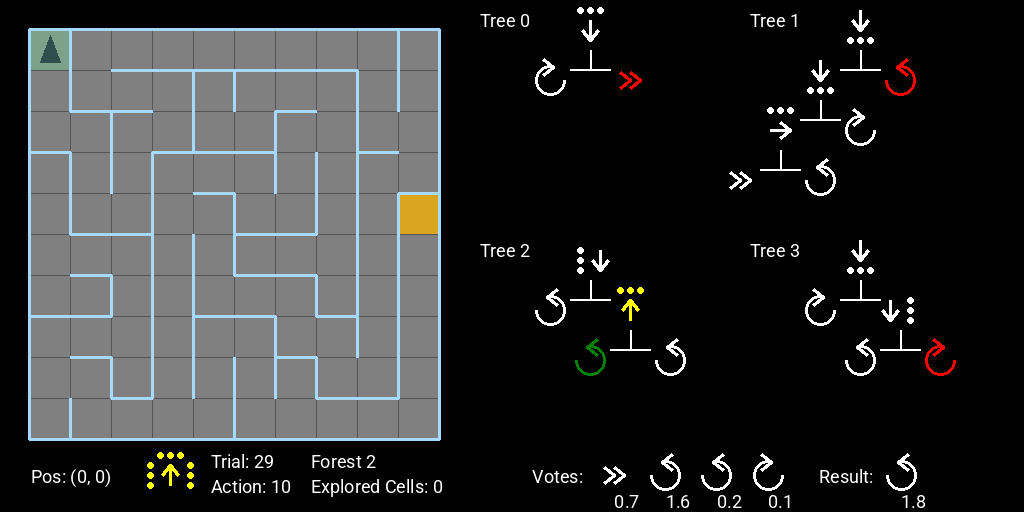 Tree 0
Tree 1
Tree 2
Tree 3
Pos: (0, 0)
Trial: 29
Forest 2
Action: 10
Explored Cells: 0
Votes:
0.7
1.6
0.2
0.1
Result:
1.8